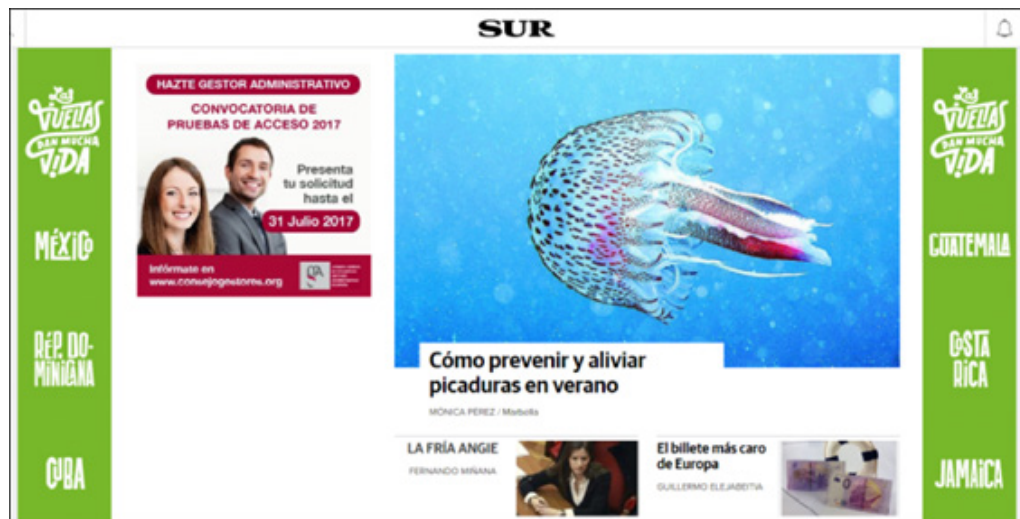 SUR
Las
VUELTAS
DAN MUCHA
VIDA
MÉXICO
REP. DO-
MINICANA
CUBA
HAZTE GESTOR ADMINISTRATIVO
CONVOCATORIA DE
PRUEBAS DE ACCESO 2017
Presenta
tu solicitud
hasta el
31 Julio 2017
Infórmate en
www.consejogestores.org
Cómo prevenir y aliviar
picaduras en verano
MÓNICA PÉREZ / Marbella
LA FRÍA ANGIE
FERNANDO MIÑANA
El billete más caro
de Europa
GUILLERMO ELEJABEITIA
Las
VUELTAS
DAN MUCHA
VIDA
GUATEMALA
COSTA
RICA
JAMAICA